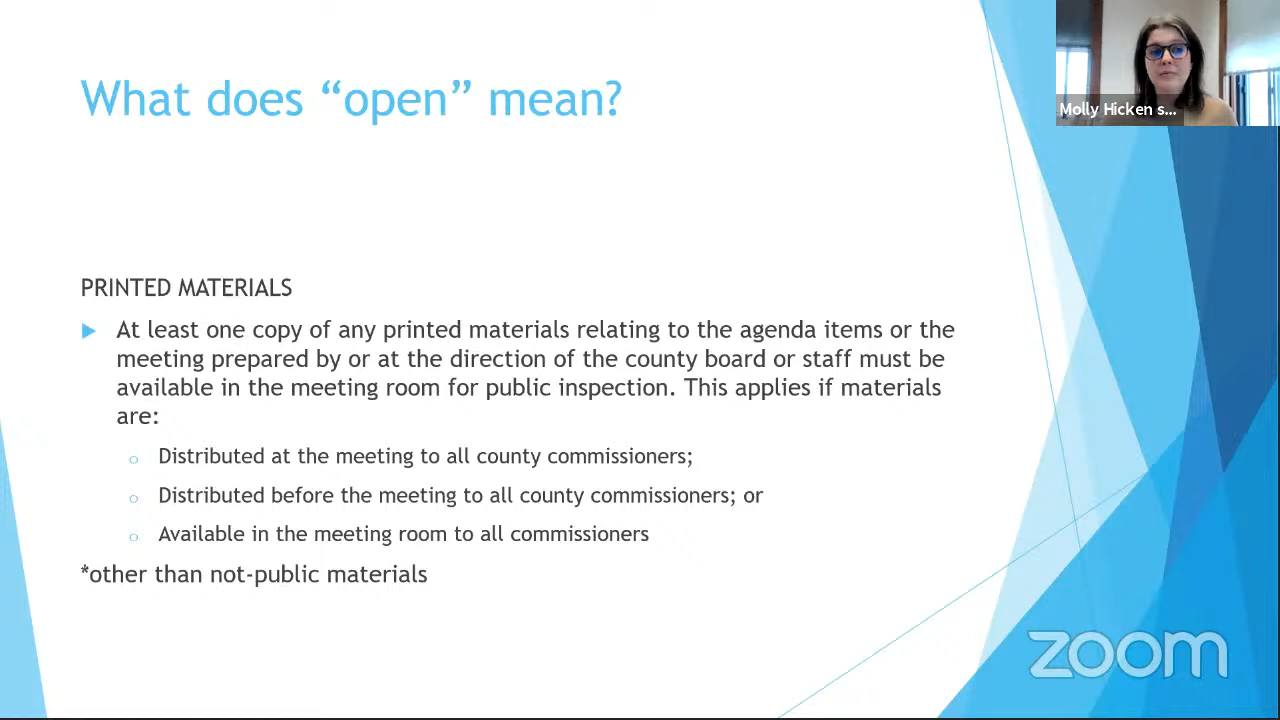 What does “open” mean?
Molly Hicken s...
PRINTED MATERIALS
At least one copy of any printed materials relating to the agenda items or the
meeting prepared by or at the direction of the county board or staff must be
available in the meeting room for public inspection. This applies if materials
are:
Distributed at the meeting to all county commissioners;
Distributed before the meeting to all county commissioners; or
Available in the meeting room to all commissioners
*other than not-public materials
zoom